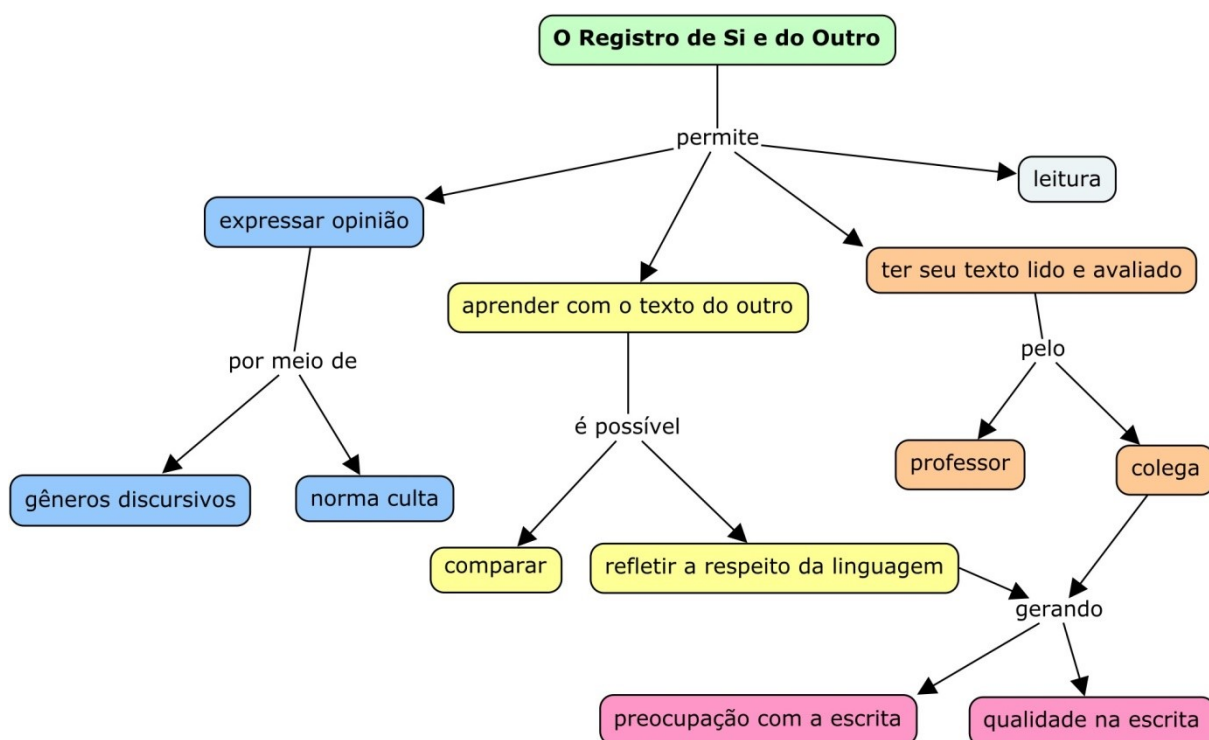 O Registro de Si e do Outro
permite
leitura
expressar opinião
ter seu texto lido e avaliado
aprender com o texto do outro
por meio de
pelo
é possível
professor
colega
gêneros discursivos
norma culta
comparar
refletir a respeito da linguagem
gerando
preocupação com a escrita
qualidade na escrita